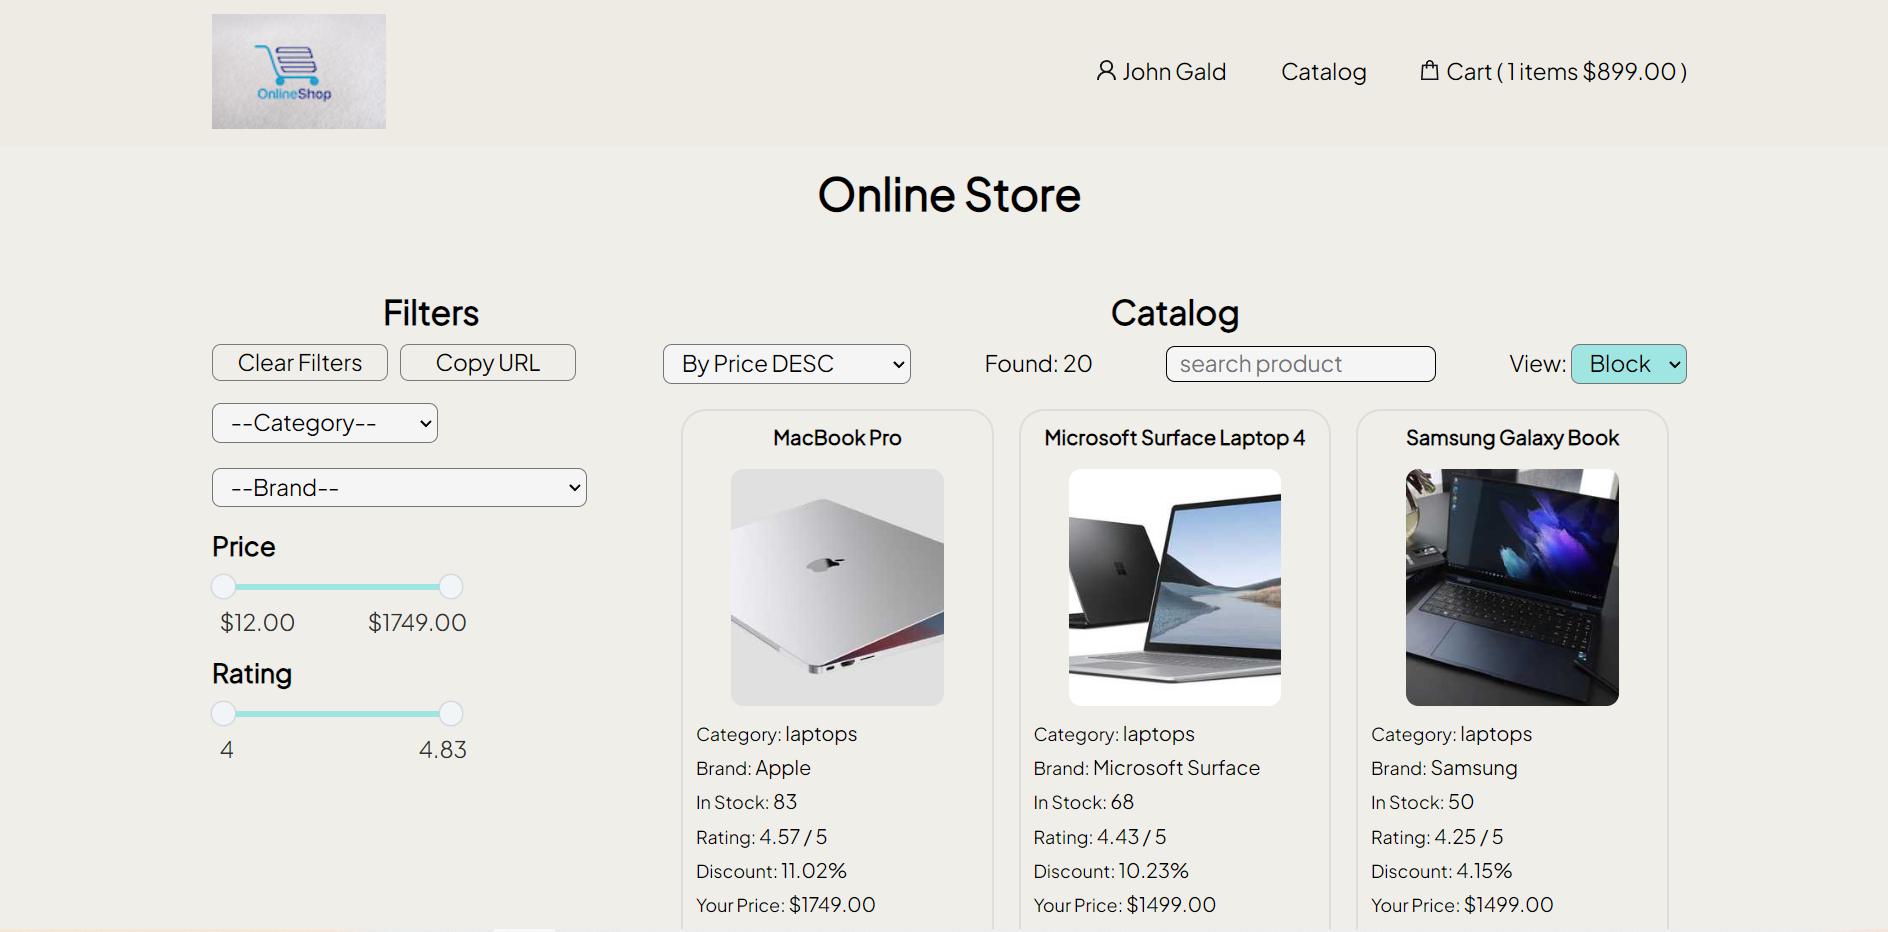 OnlineShop
John Gald
Catalog
Cart ( 1 items $899.00 )
Online Store
Filters
Clear Filters
Copy URL
--Category--
--Brand--
Price
$12.00 $1749.00
Rating
4 4.83
Catalog
By Price DESC
Found: 20
search product
View: Block
MacBook Pro
Category: laptops
Brand: Apple
In Stock: 83
Rating: 4.57 / 5
Discount: 11.02%
Your Price: $1749.00
Microsoft Surface Laptop 4
Category: laptops
Brand: Microsoft Surface
In Stock: 68
Rating: 4.43 / 5
Discount: 10.23%
Your Price: $1499.00
Samsung Galaxy Book
Category: laptops
Brand: Samsung
In Stock: 50
Rating: 4.25 / 5
Discount: 4.15%
Your Price: $1499.00